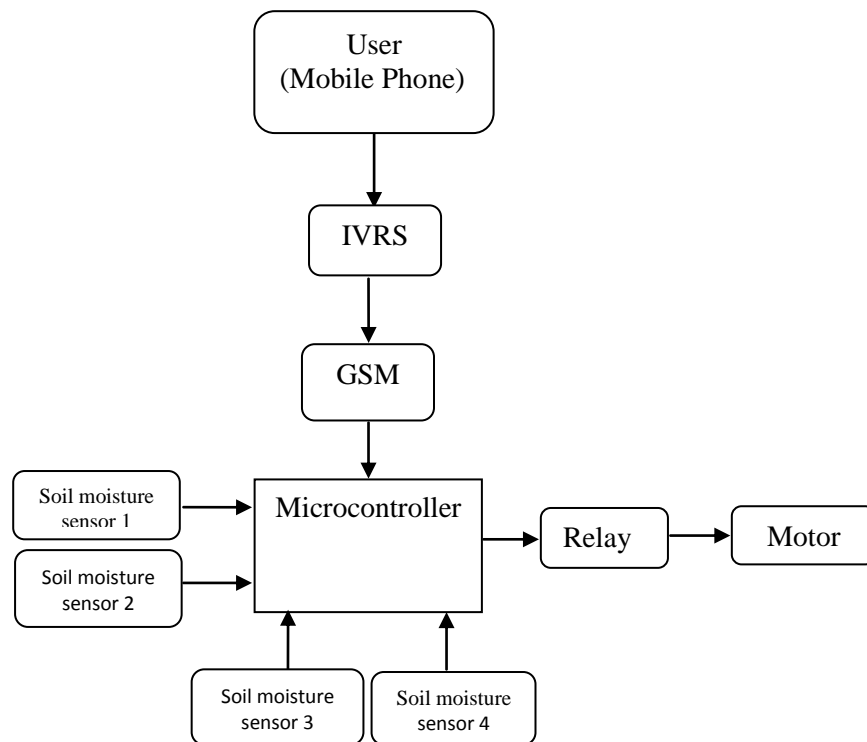 User
(Mobile Phone)
IVRS
GSM
Microcontroller
Soil moisture
sensor 1
Soil moisture
sensor 2
Relay
Motor
Soil moisture
sensor 3
Soil moisture
sensor 4